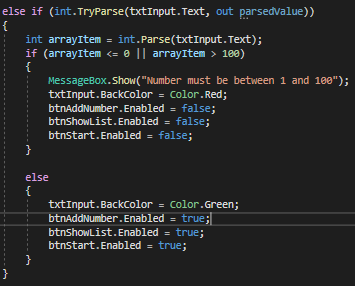 else if (int.TryParse(txtInput.Text, out parsedValue))
{
int arrayItem = int.Parse(txtInput.Text);
if (arrayItem <= 0 || arrayItem > 100)
{
MessageBox.Show("Number must be between 1 and 100");
txtInput.BackColor = Color.Red;
btnAddNumber.Enabled = false;
btnShowList.Enabled = false;
btnStart.Enabled = false;
}
else
{
txtInput.BackColor = Color.Green;
btnAddNumber.Enabled = true;
btnShowList.Enabled = true;
btnStart.Enabled = true;
}
}